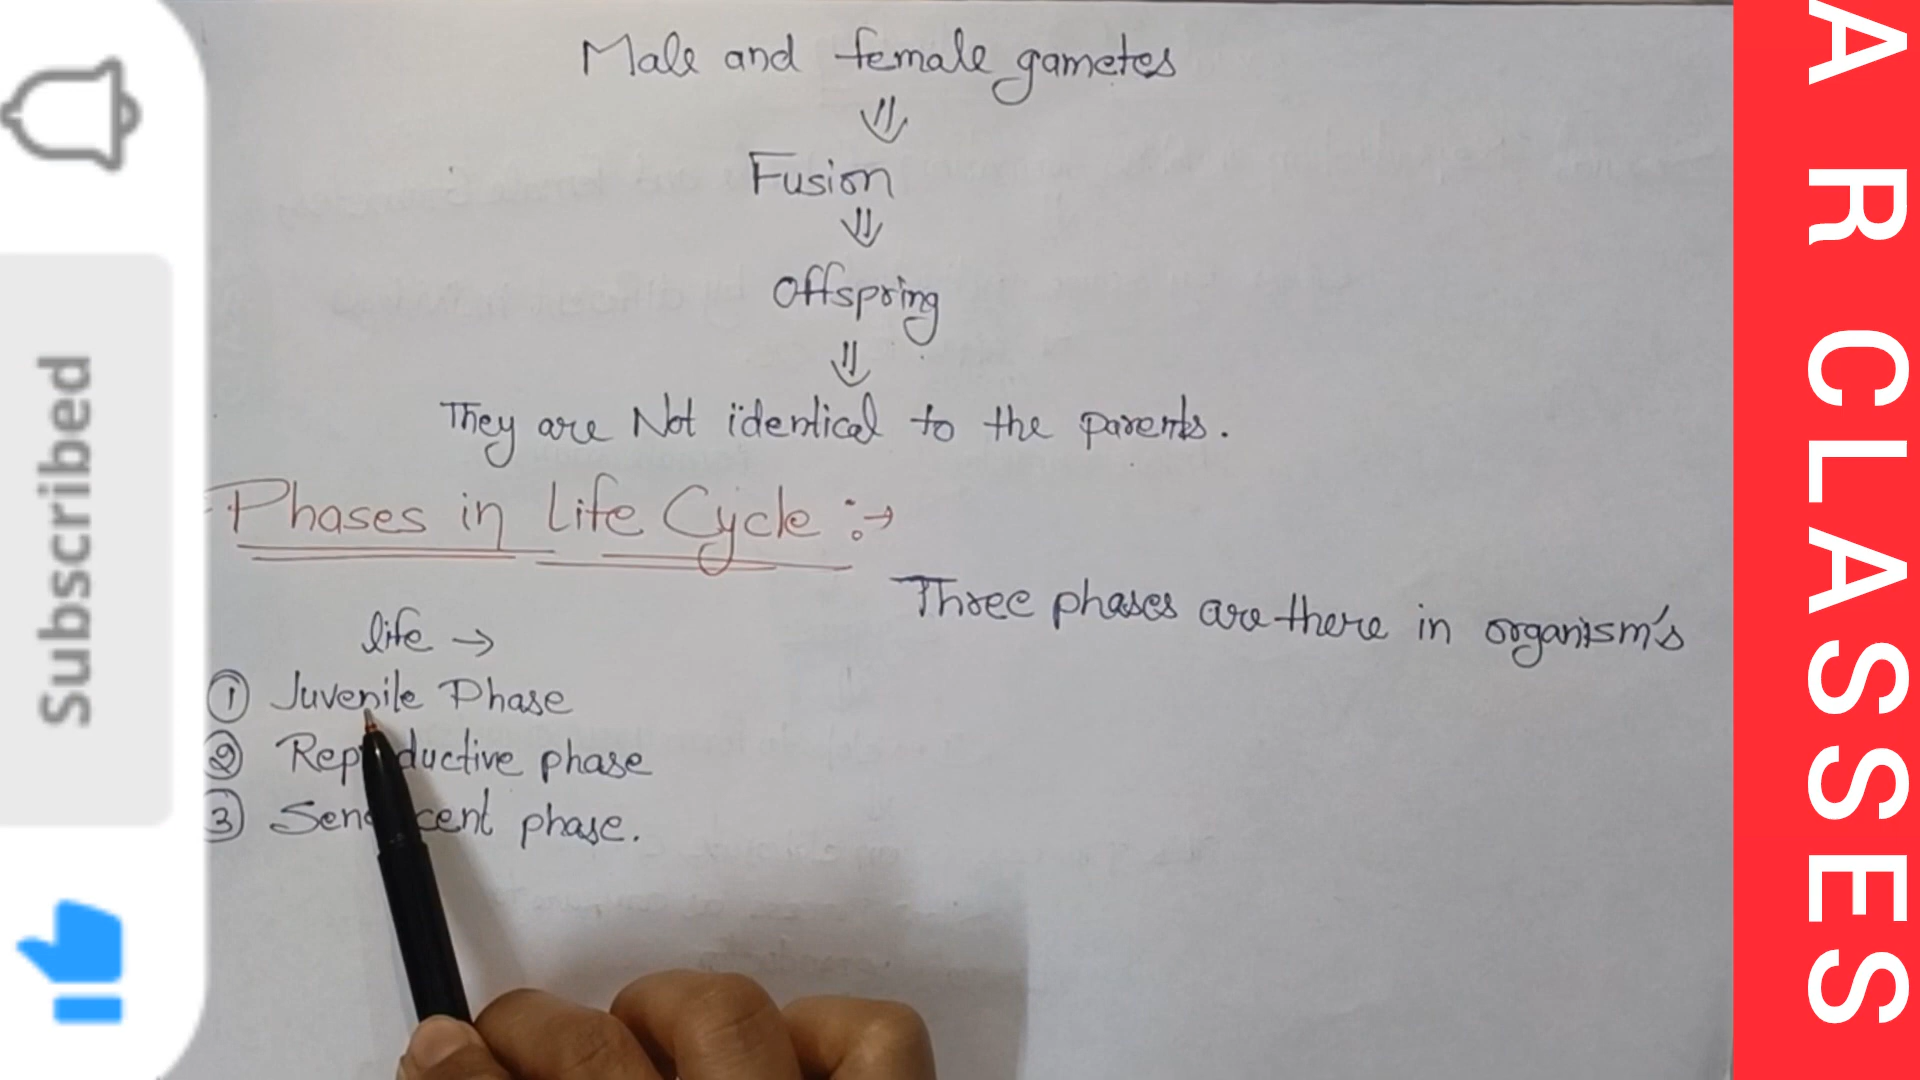 Male and female gametes
⇓
Fusion
⇓
Offspring
⇓
They are Not identical to the parents.
Phases in Life Cycle :→
Three phases are there in organism's
life →
① Juvenile Phase
② Reproductive phase
③ phase.
Subscribed
A R CLASSES